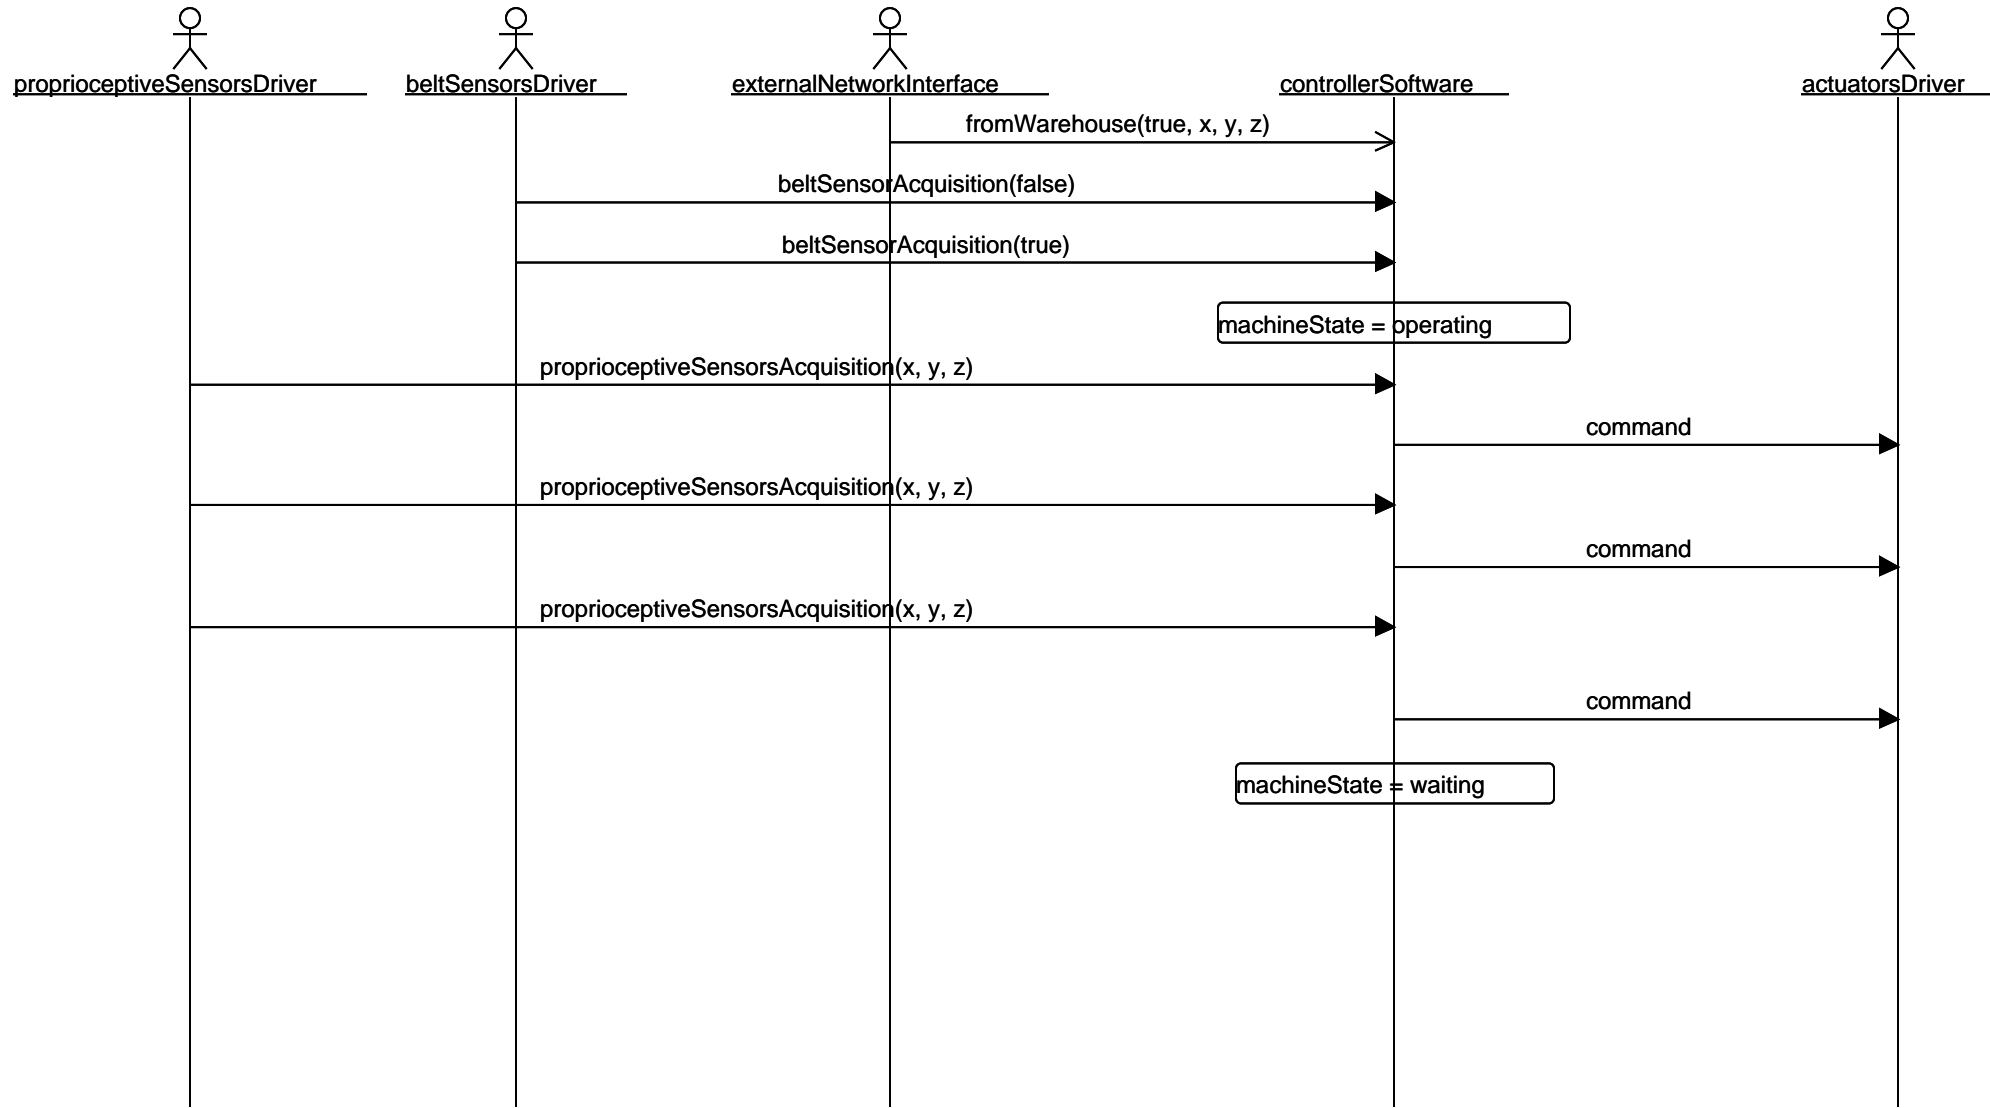 proprioceptiveSensorsDriver
beltSensorsDriver
externalNetworkInterface
controllerSoftware
actuatorsDriver
fromWarehouse(true, x, y, z)
beltSensorAcquisition(false)
beltSensorAcquisition(true)
machineState = operating
proprioceptiveSensorsAcquisition(x, y, z)
command
proprioceptiveSensorsAcquisition(x, y, z)
command
proprioceptiveSensorsAcquisition(x, y, z)
command
machineState = waiting